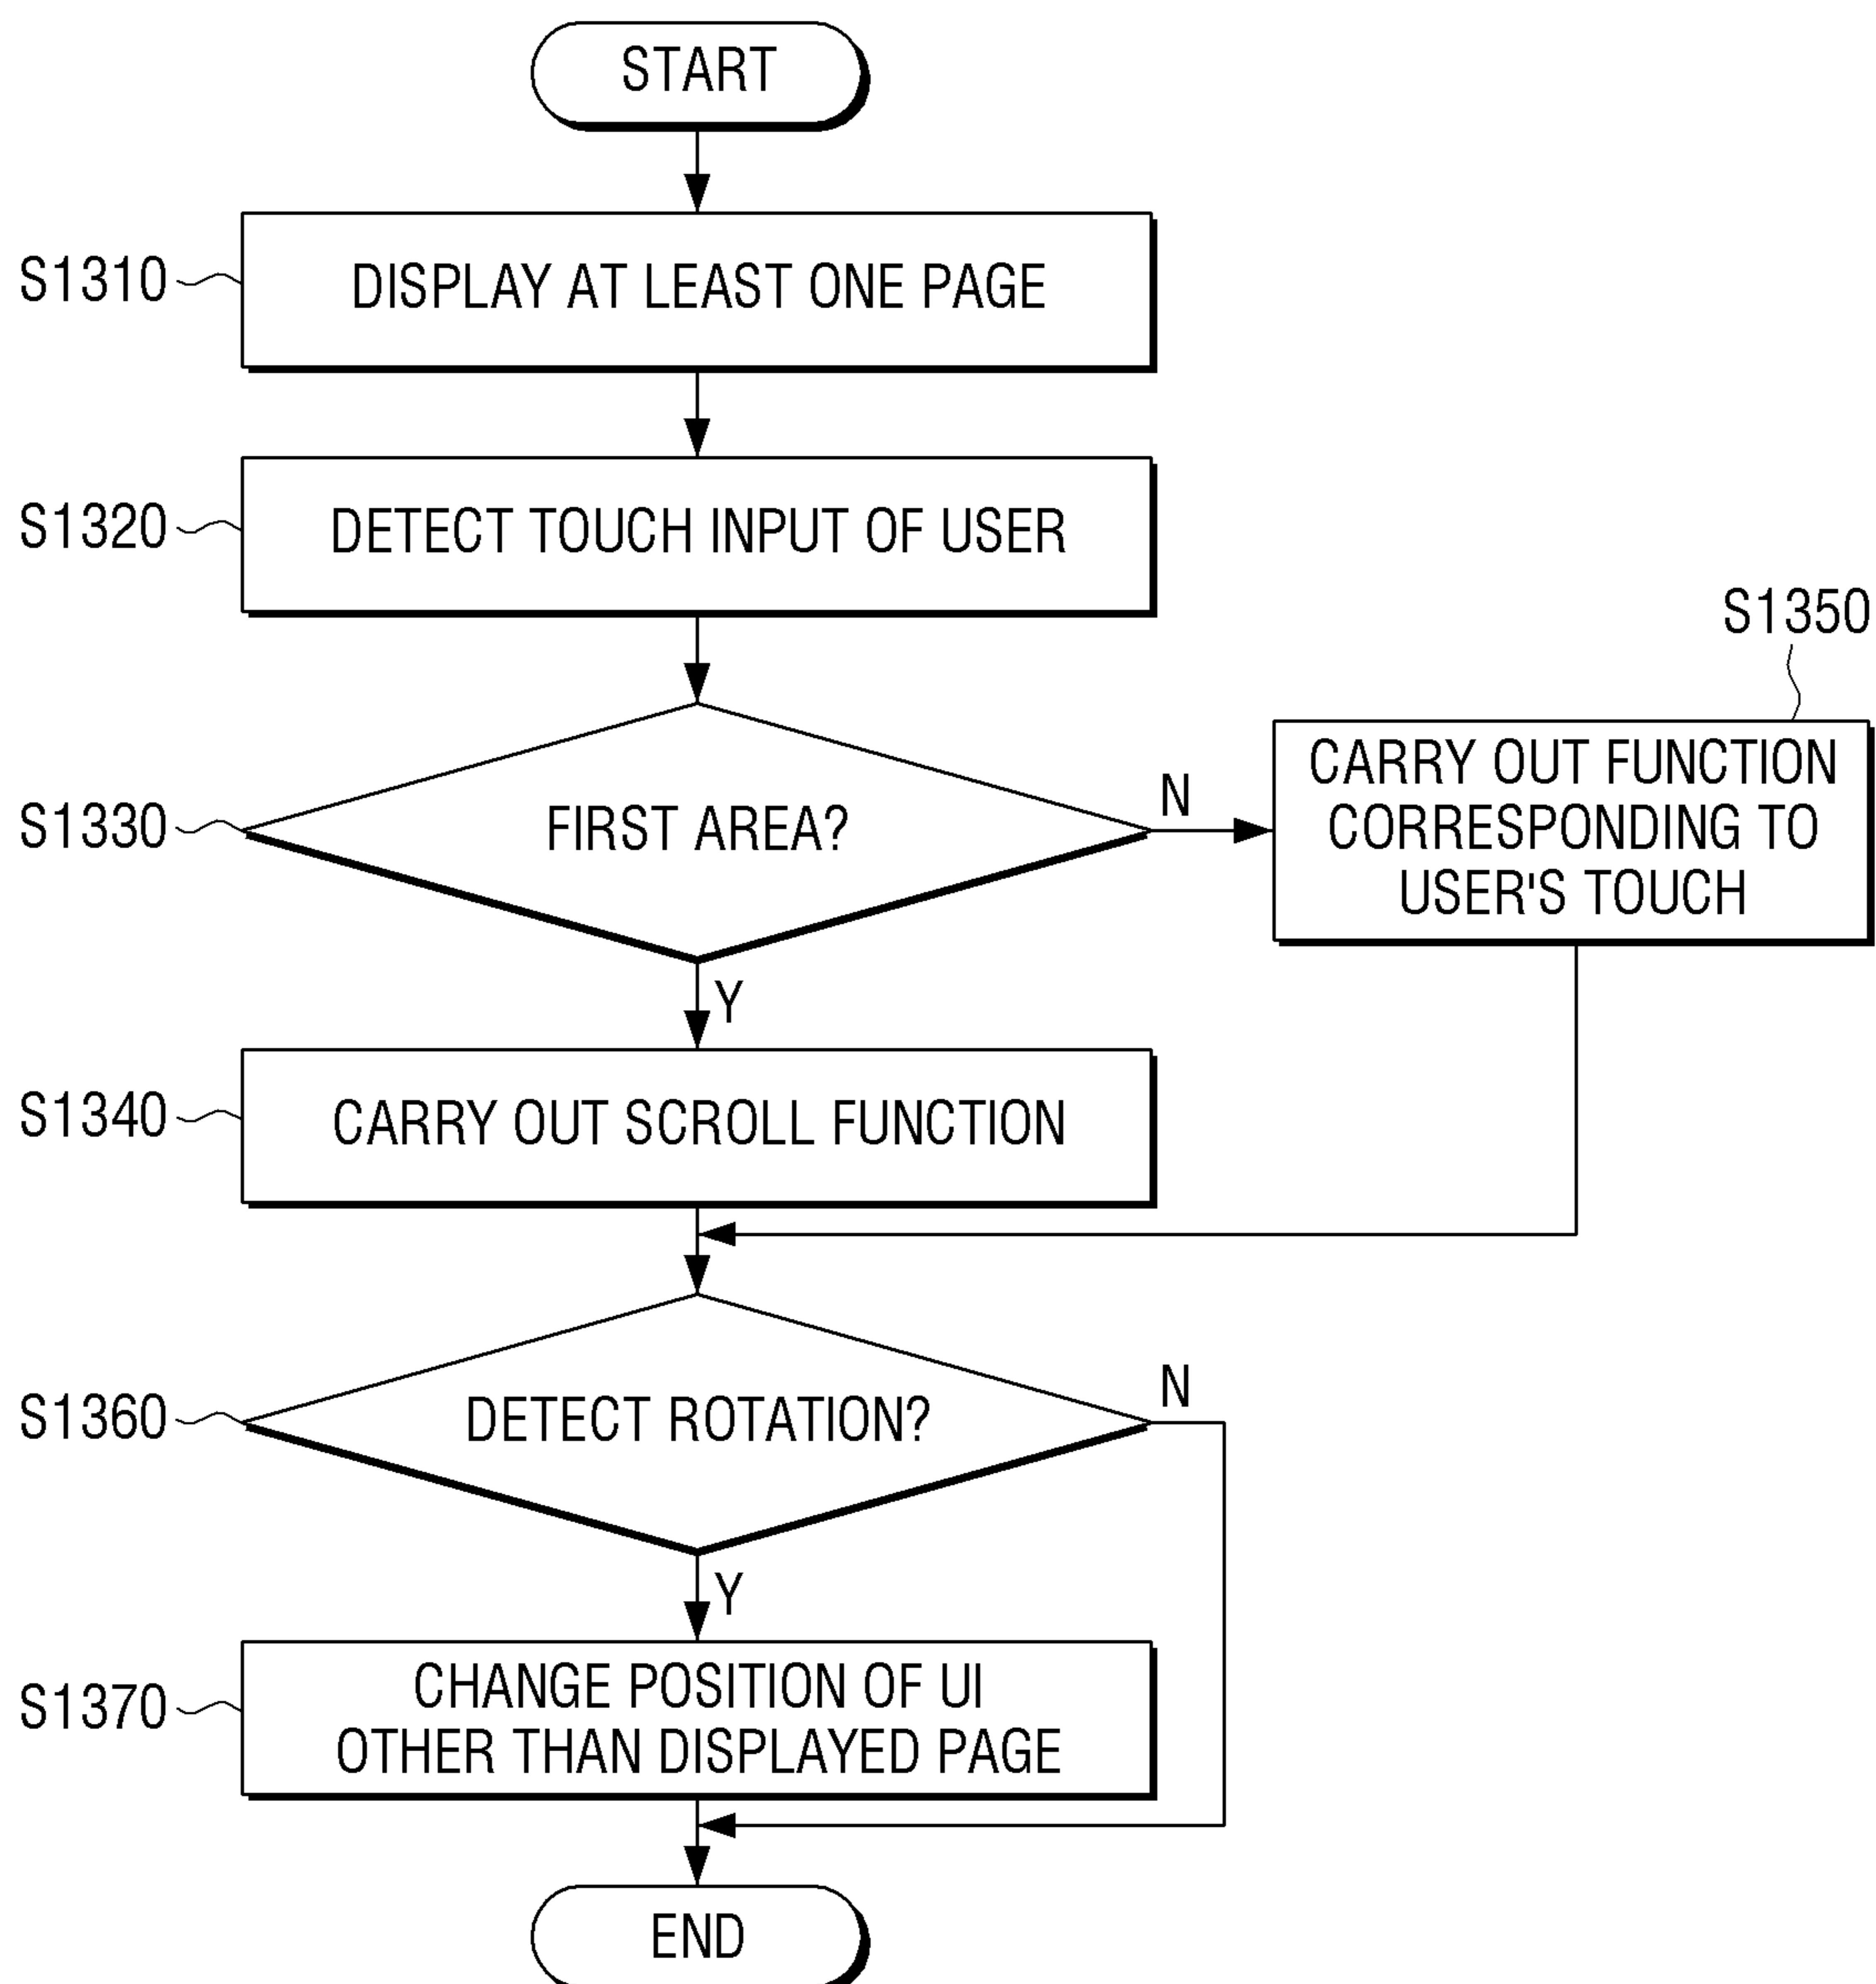 START
S1310
DISPLAY AT LEAST ONE PAGE
S1320
DETECT TOUCH INPUT OF USER
S1330
FIRST AREA?
N
S1350
CARRY OUT FUNCTION
CORRESPONDING TO
USER'S TOUCH
Y
S1340
CARRY OUT SCROLL FUNCTION
S1360
DETECT ROTATION?
N
Y
S1370
CHANGE POSITION OF UI
OTHER THAN DISPLAYED PAGE
END